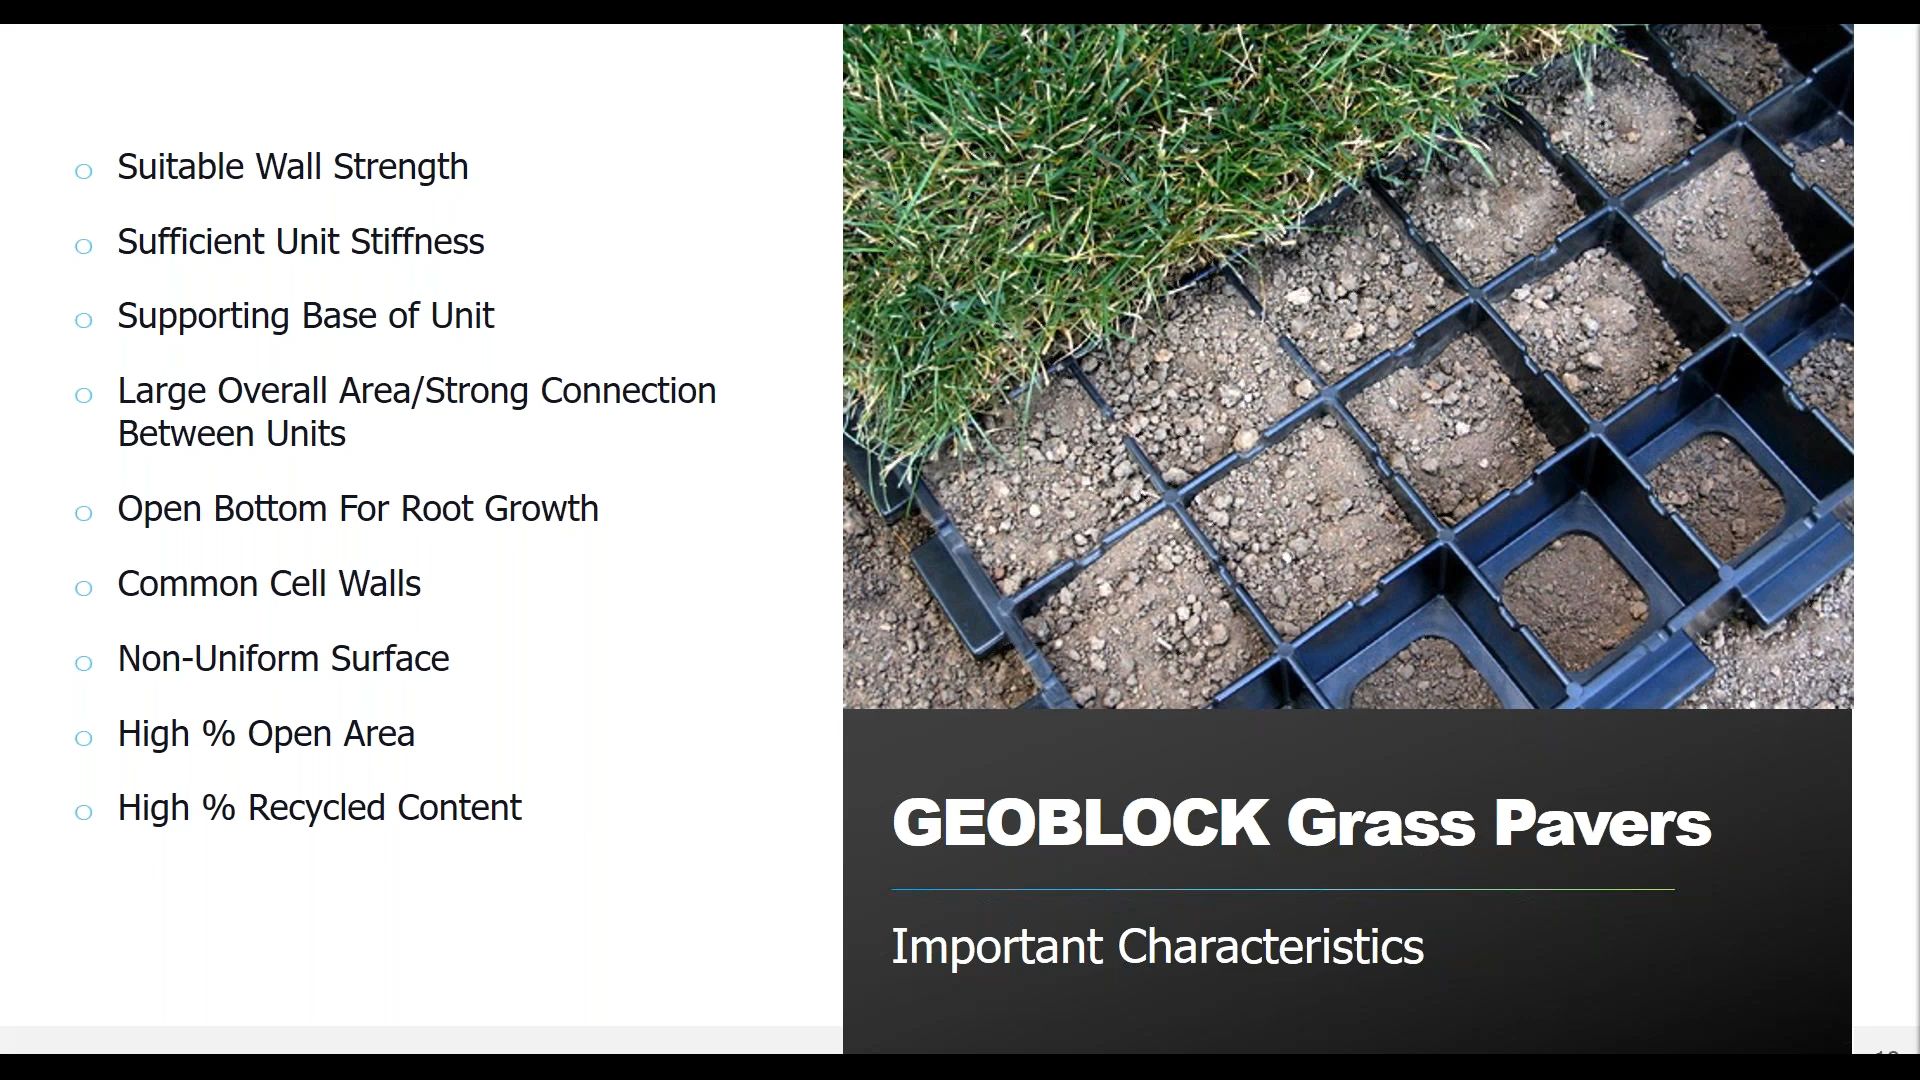 Suitable Wall Strength
Sufficient Unit Stiffness
Supporting Base of Unit
Large Overall Area/Strong Connection
Between Units
Open Bottom For Root Growth
Common Cell Walls
Non-Uniform Surface
High % Open Area
High % Recycled Content
GEOBLOCK Grass Pavers
Important Characteristics